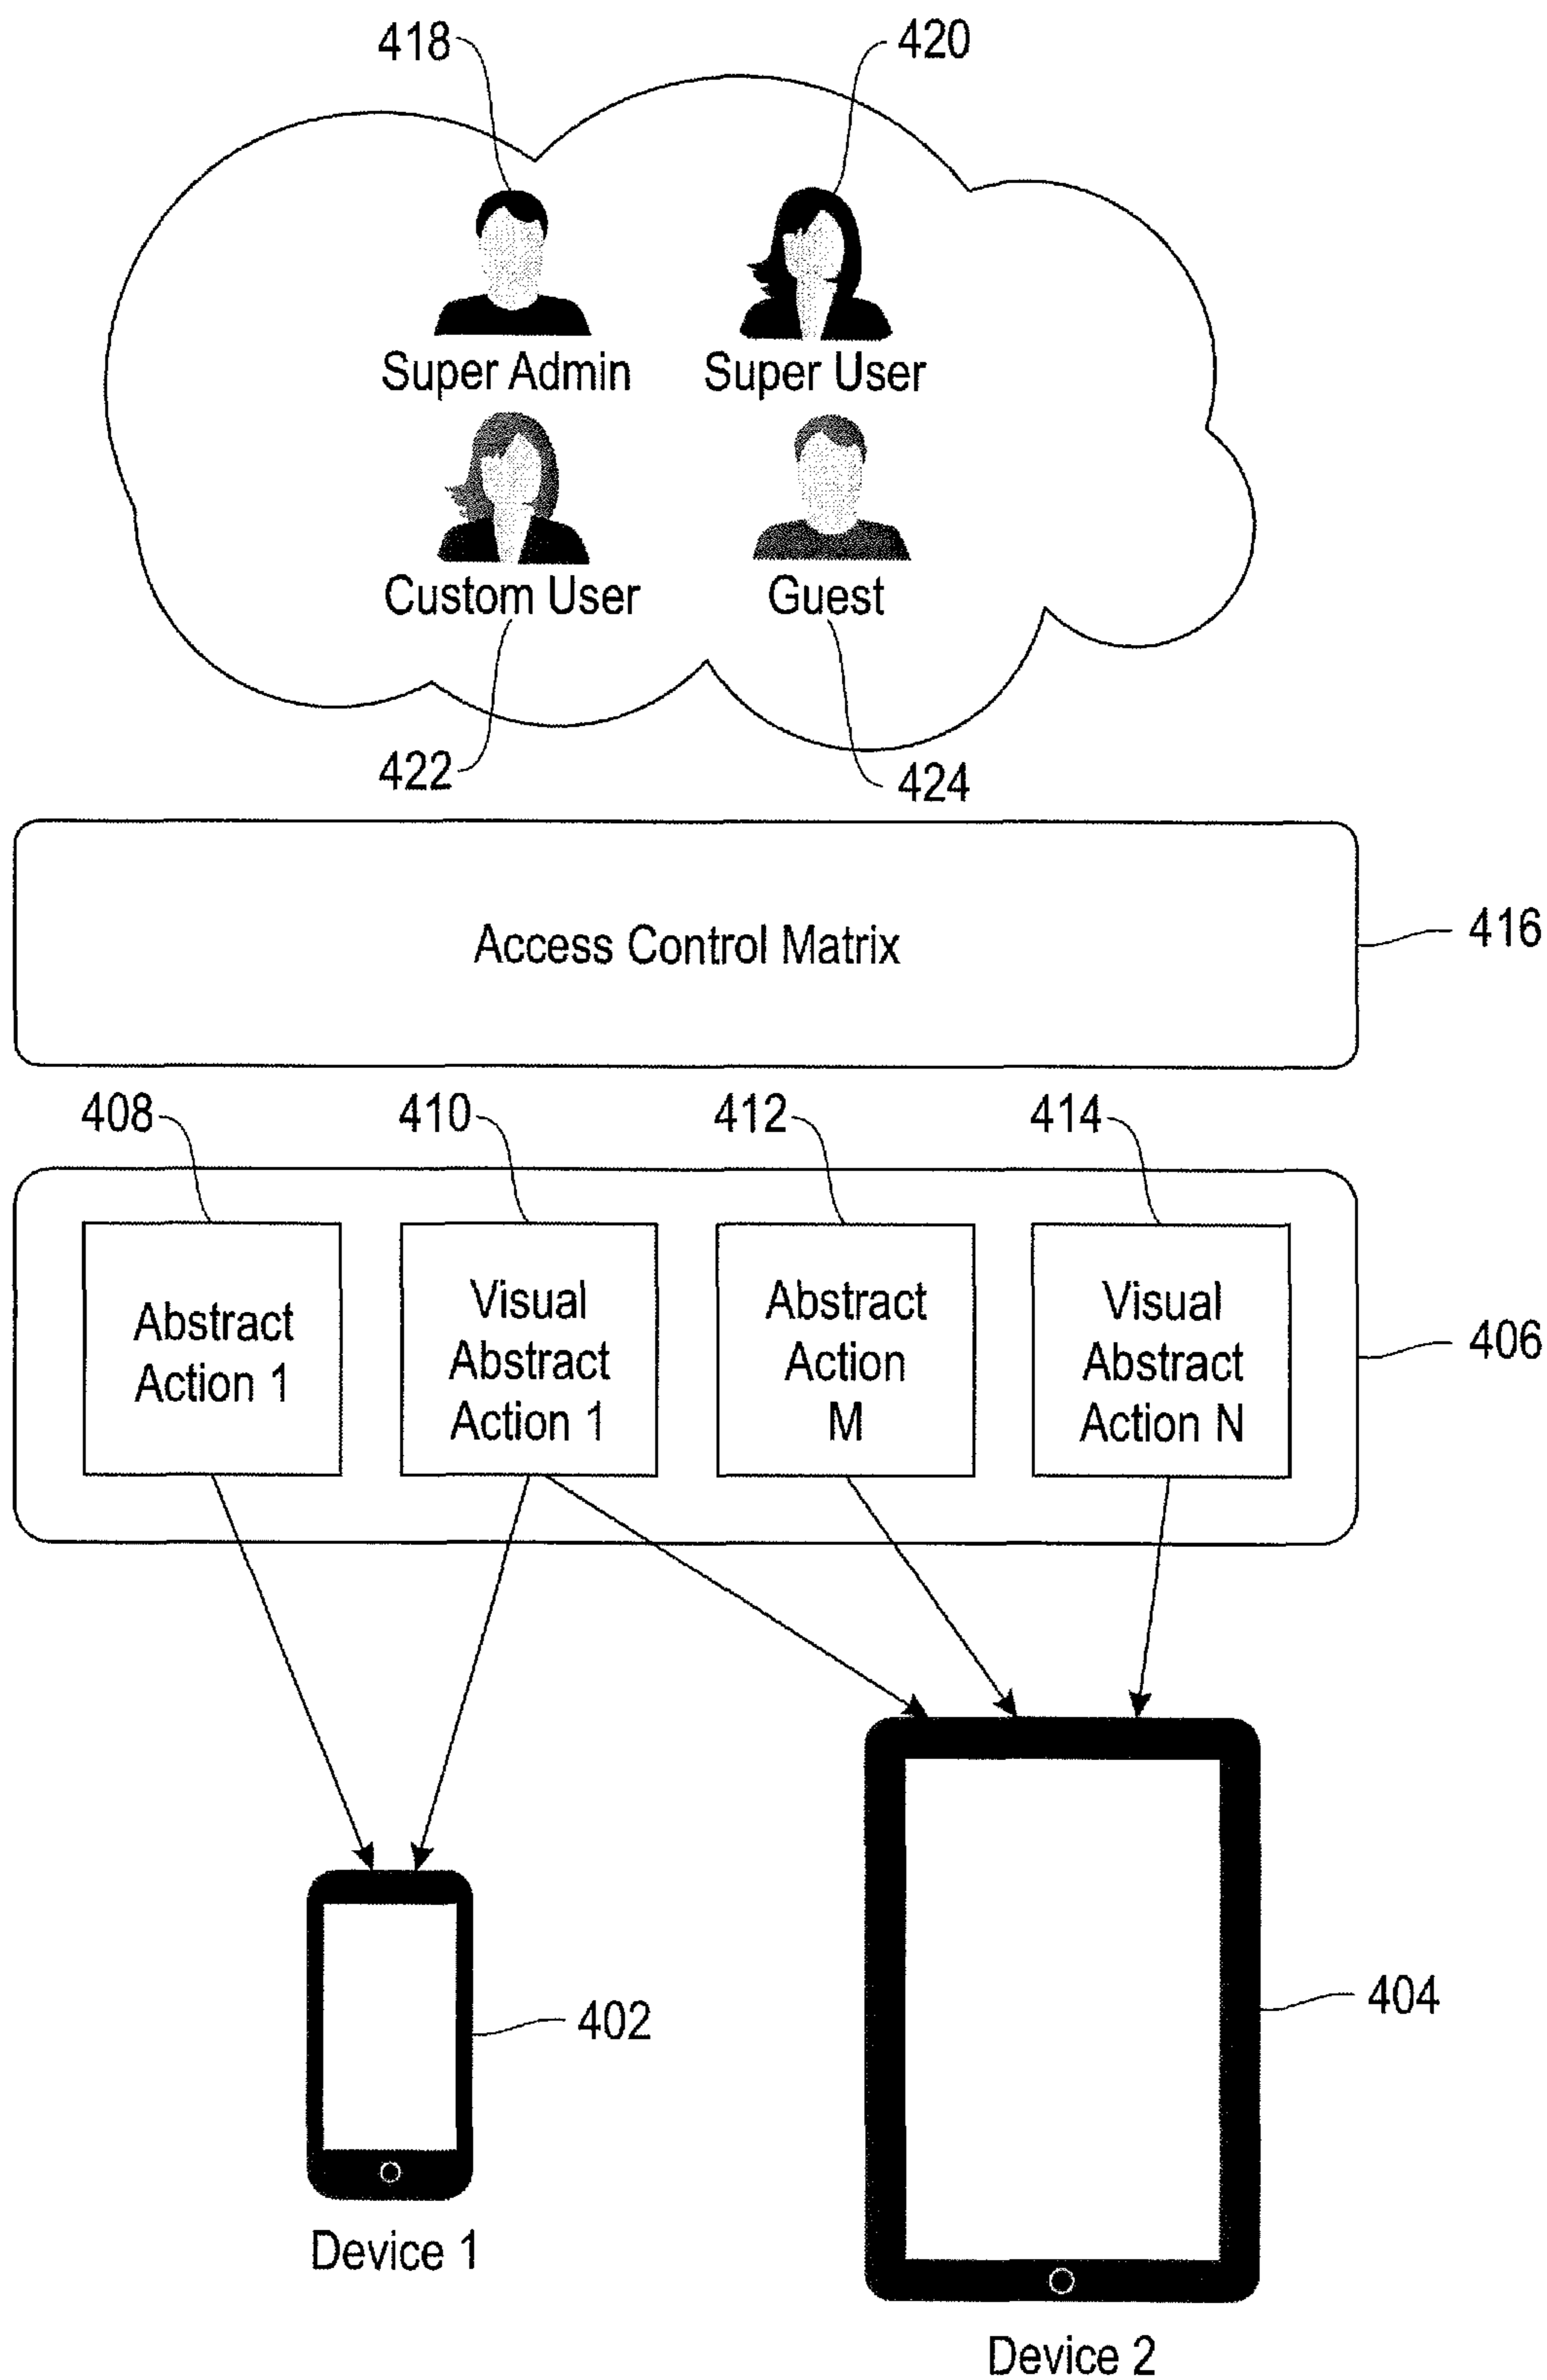 418
420
Super Admin
Super User
Custom User
Guest
422
424
Access Control Matrix
416
408
410
412
414
Abstract
Action 1
Visual
Abstract
Action 1
Abstract
Action
M
Visual
Abstract
Action N
406
402
404
Device 1
Device 2